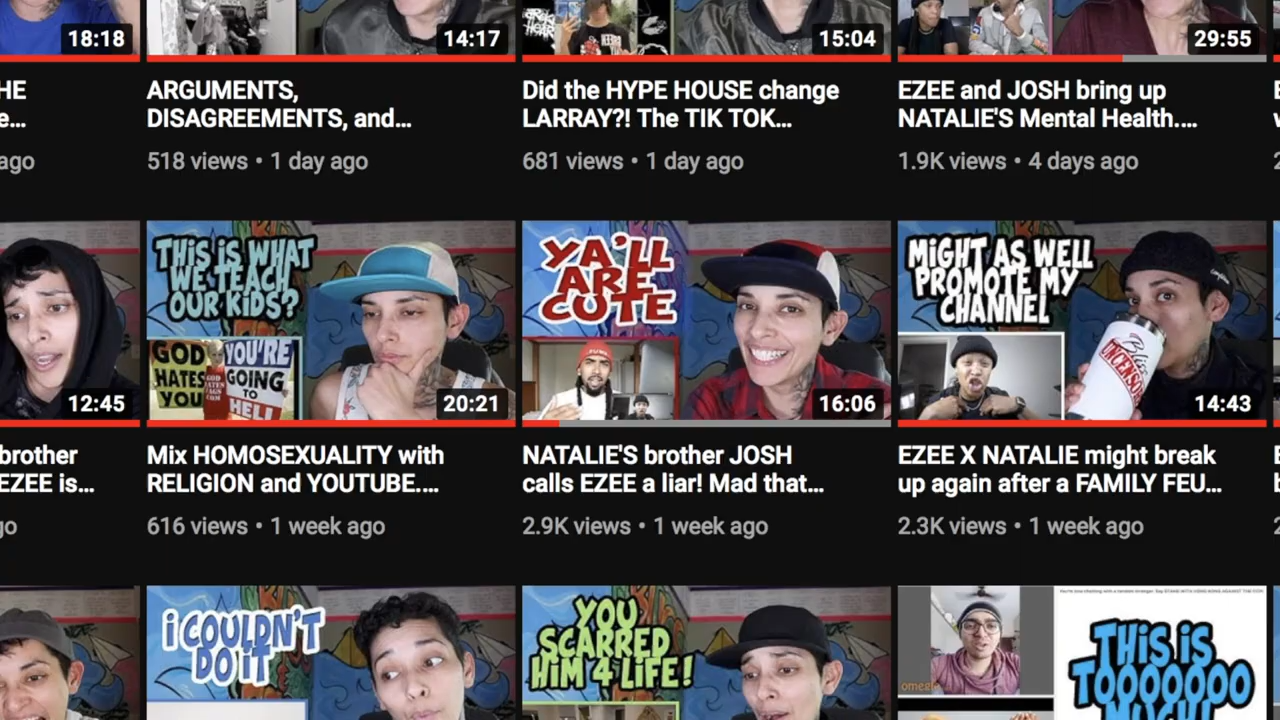 18:18
14:17
15:04
29:55
HE
e...
ago
ARGUMENTS,
DISAGREEMENTS, and...
518 views • 1 day ago
Did the HYPE HOUSE change
LARRAY?! The TIK TOK...
681 views • 1 day ago
EZEE and JOSH bring up
NATALIE'S Mental Health....
1.9K views • 4 days ago
12:45
THIS IS WHAT
WE TEACH
OUR KIDS?
GOD
HATES
YOU
YOU'RE
GOING
TO
HELL
20:21
YA'LL
ARE
CUTE
16:06
MIGHT AS WELL
PROMOTE MY
CHANNEL
14:43
brother
EZEE is...
go
Mix HOMOSEXUALITY with
RELIGION and YOUTUBE....
616 views • 1 week ago
NATALIE'S brother JOSH
calls EZEE a liar! Mad that...
2.9K views • 1 week ago
EZEE X NATALIE might break
up again after a FAMILY FEU...
2.3K views • 1 week ago
I COULDN'T
DO IT
YOU
SCARRED
HIM 4 LIFE!
omegle
THIS IS
TOOOOOOO
MUCH